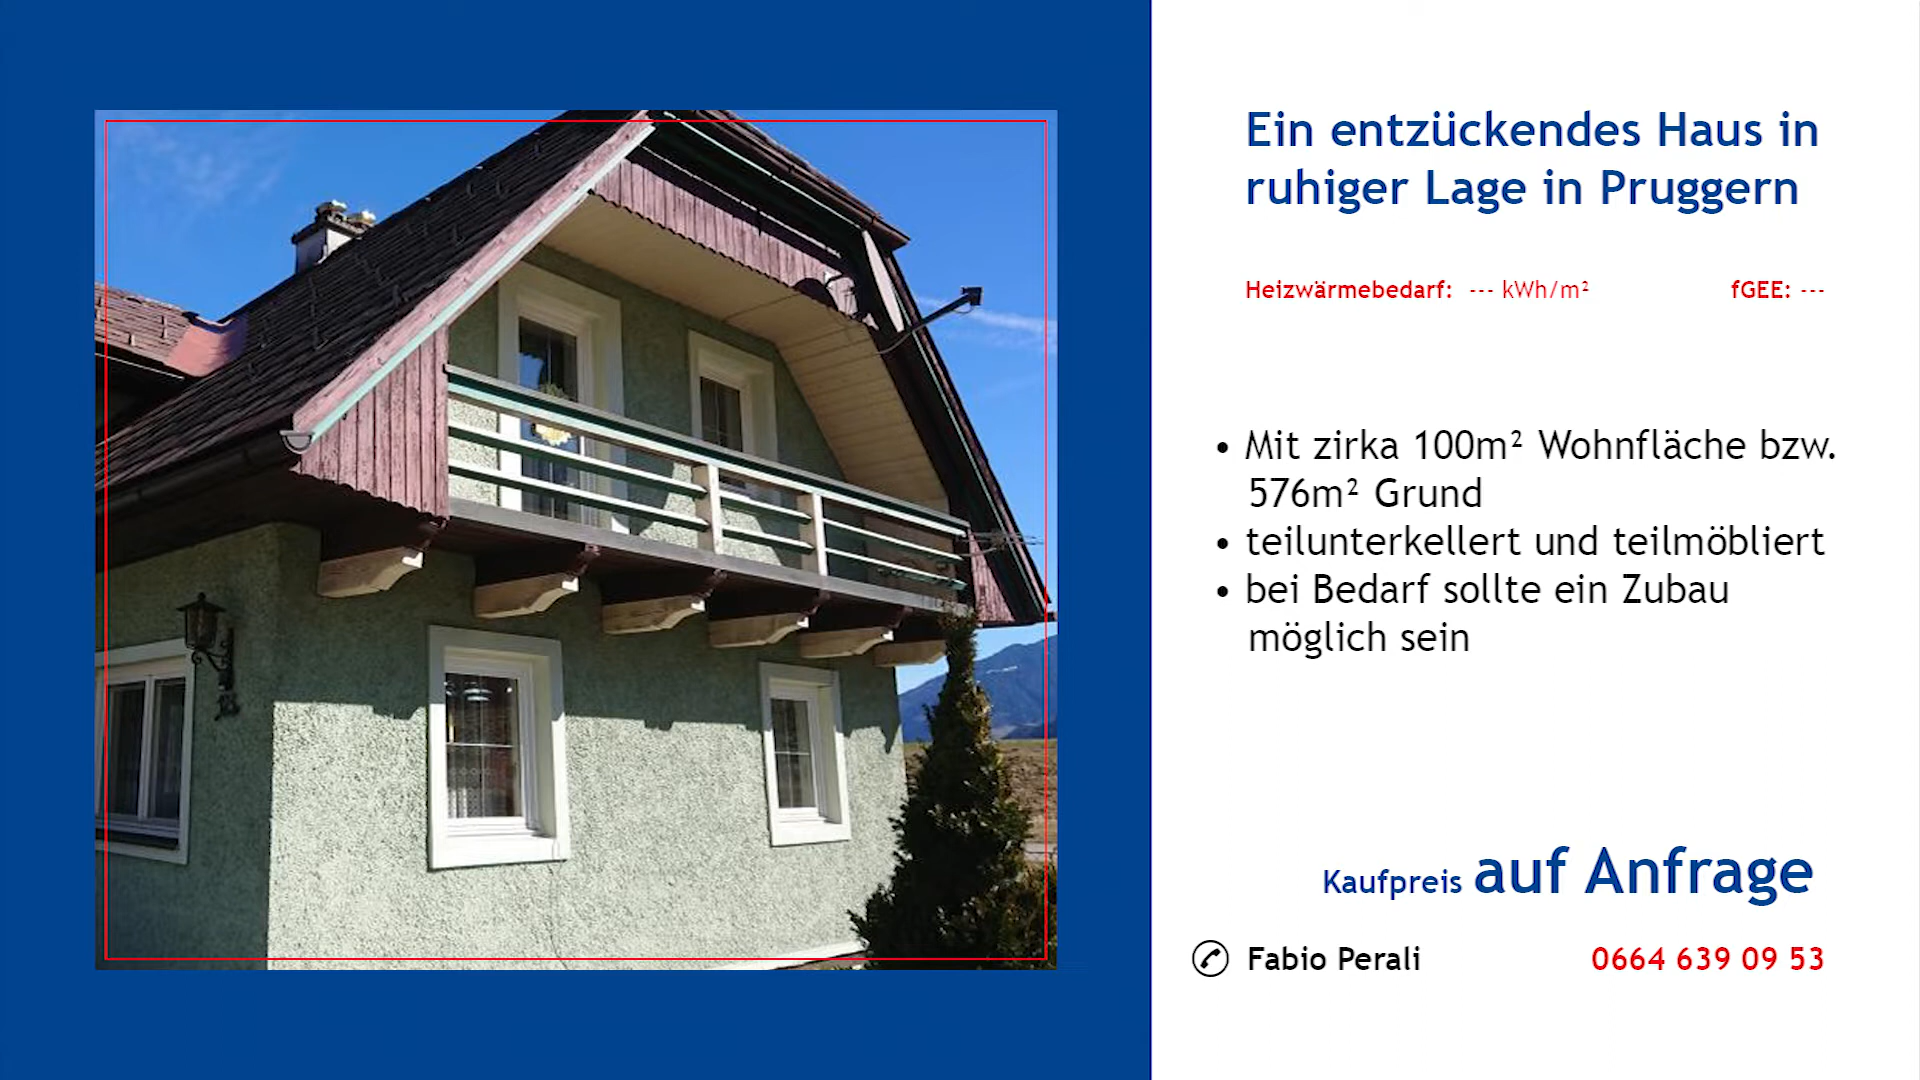 Ein entzückendes Haus in
ruhiger Lage in Pruggern
Heizwärmebedarf: --- kWh/m² fGEE: ---
• Mit zirka 100m² Wohnfläche bzw.
576m² Grund
• teilunterkellert und teilmöbliert
• bei Bedarf sollte ein Zubau
möglich sein
Kaufpreis auf Anfrage
Fabio Perali 0664 639 09 53